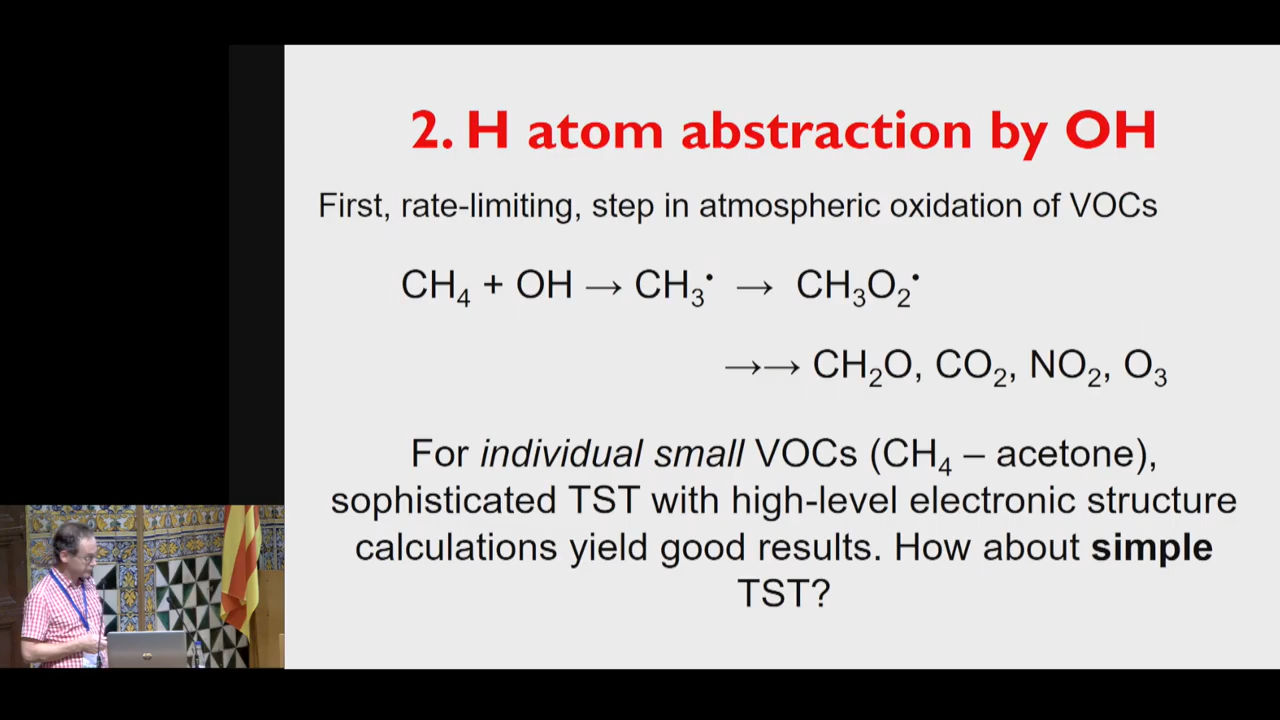 2. H atom abstraction by OH
First, rate-limiting, step in atmospheric oxidation of VOCs
CH₄ + OH → CH₃• → CH₃O₂•
→→ CH₂O, CO₂, NO₂, O₃
For individual small VOCs (CH₄ – acetone),
sophisticated TST with high-level electronic structure
calculations yield good results. How about simple
TST?